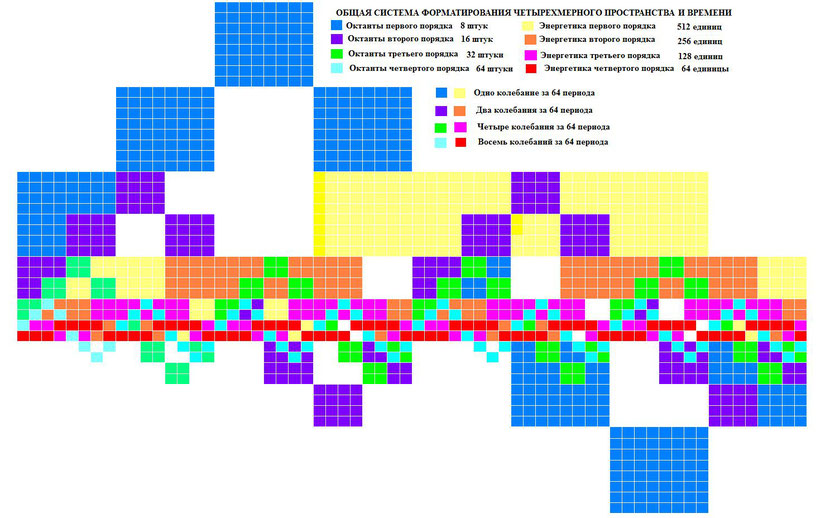 ОБЩАЯ СИСТЕМА ФОРМАТИРОВАНИЯ ЧЕТЫРЕХМЕРНОГО ПРОСТРАНСТВА И ВРЕМЕНИ
Октанты первого порядка 8 штук Энергетика первого порядка 512 единиц
Октанты второго порядка 16 штук Энергетика второго порядка 256 единиц
Октанты третьего порядка 32 штуки Энергетика третьего порядка 128 единиц
Октанты четвертого порядка 64 штуки Энергетика четвертого порядка 64 единицы
Одно колебание за 64 периода
Два колебания за 64 периода
Четыре колебания за 64 периода
Восемь колебаний за 64 периода